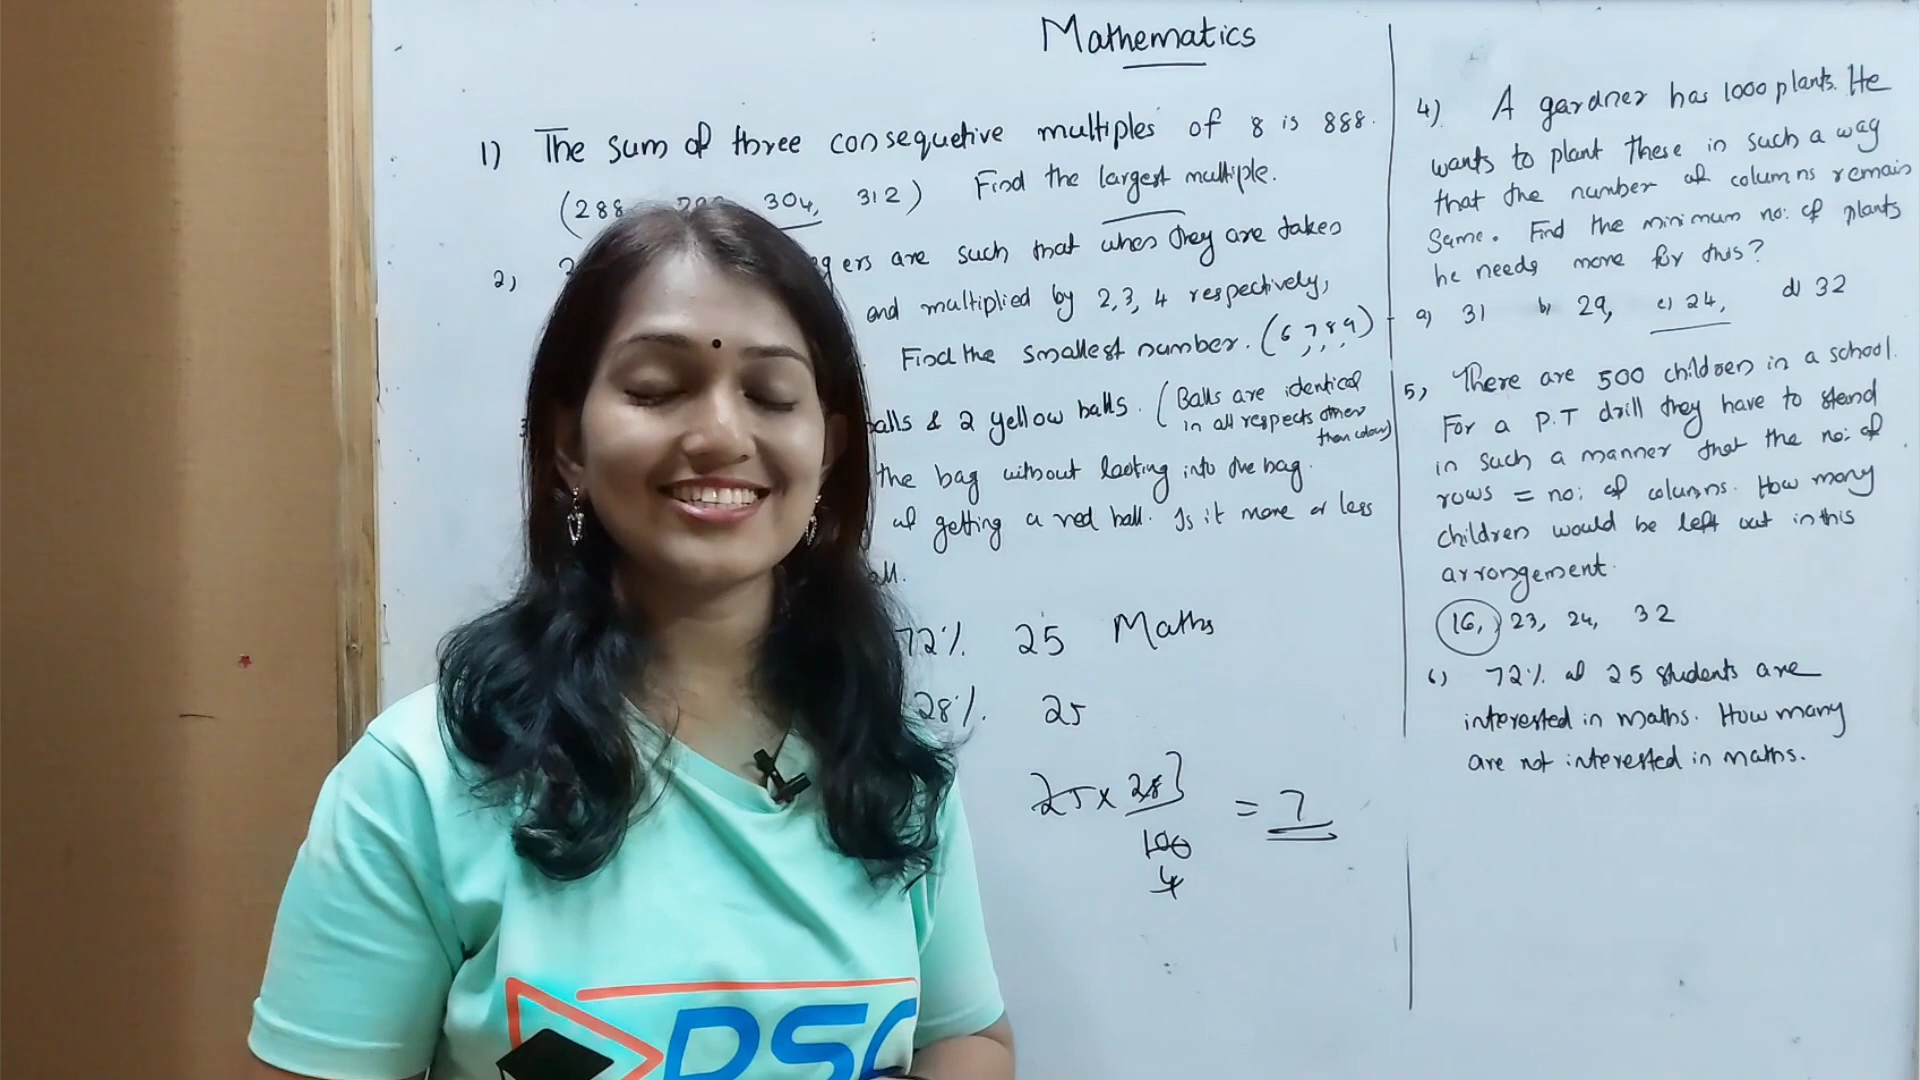 Mathematics
1) The sum of three consequetive multiples of 8 is 888.
Find the largest multiple.
(288 304, 312)
2) gers are such that when they are taken
and multiplied by 2, 3, 4 respectively,
Find the smallest number. (6, 7, 8, 9)
balls & 2 yellow balls. (Balls are identical
in all respects other
than colour)
the bag without looking into the bag.
of getting a red ball. Is it more or less
all.
72% 25 Maths
28% 25
25 x 28 7
= 7
100
4
4) A gardner has 1000 plants. He
wants to plant these in such a way
that the number of columns remain
Same. Find the minimum no: of plants
he needs more for this?
a) 31 b) 29, c) 24, d) 32
5) There are 500 children in a school.
For a P.T drill they have to stand
in such a manner that the no: of
rows = no: of columns. How many
children would be left out in this
arrangement.
16, 23, 24, 32
6) 72% of 25 students are
interested in maths. How many
are not interested in maths.
PSC